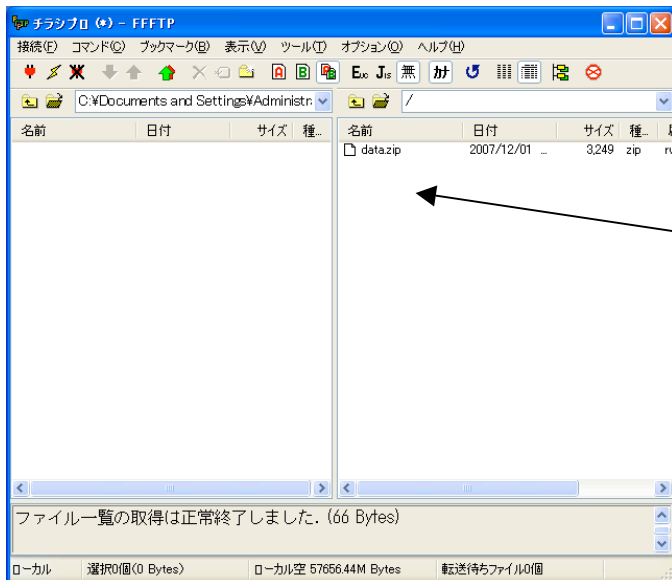 チラシプロ (*) - FFFTP
接続(F) コマンド(C) ブックマーク(B) 表示(V) ツール(T) オプション(O) ヘルプ(H)
A B Euc Jis 無 カナ
C:¥Documents and Settings¥Administr. /
名前 日付 サイズ 種... 名前 日付 サイズ 種...
data.zip 2007/12/01 ... 3,249 zip
ファイル一覧の取得は正常終了しました. (66 Bytes)
ローカル 選択0個(0 Bytes) ローカル空 57656.44M Bytes 転送待ちファイル0個